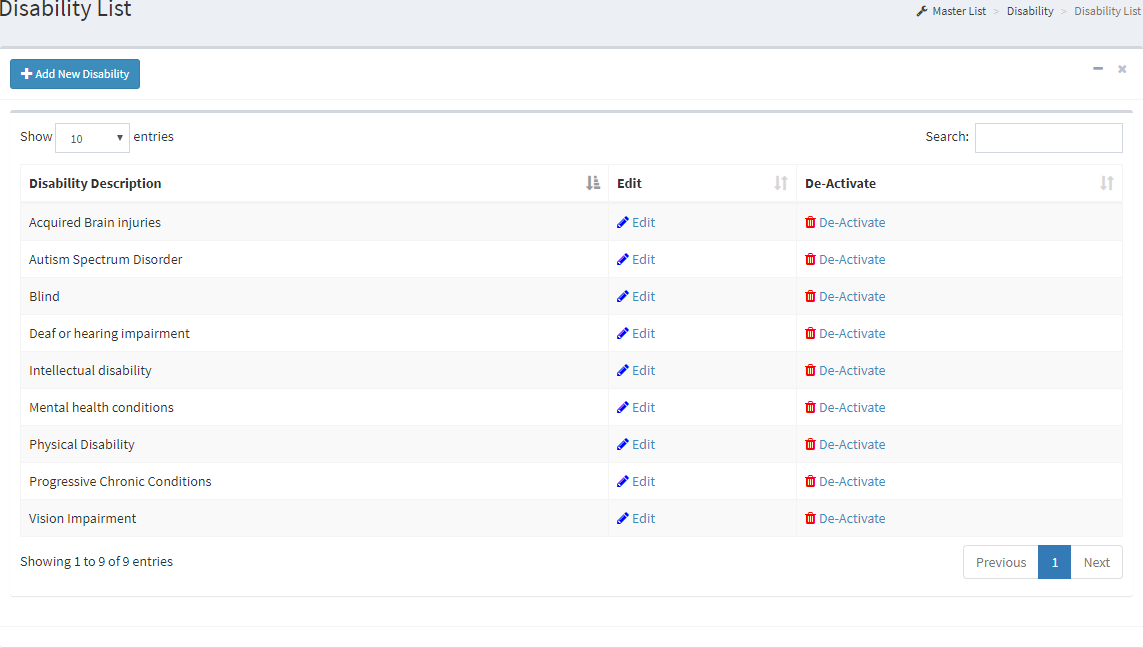 Disability List
Master List > Disability > Disability List
Add New Disability
Show 10 entries
Search:
Disability Description Edit De-Activate
Acquired Brain injuries Edit De-Activate
Autism Spectrum Disorder Edit De-Activate
Blind Edit De-Activate
Deaf or hearing impairment Edit De-Activate
Intellectual disability Edit De-Activate
Mental health conditions Edit De-Activate
Physical Disability Edit De-Activate
Progressive Chronic Conditions Edit De-Activate
Vision Impairment Edit De-Activate
Showing 1 to 9 of 9 entries
Previous 1 Next